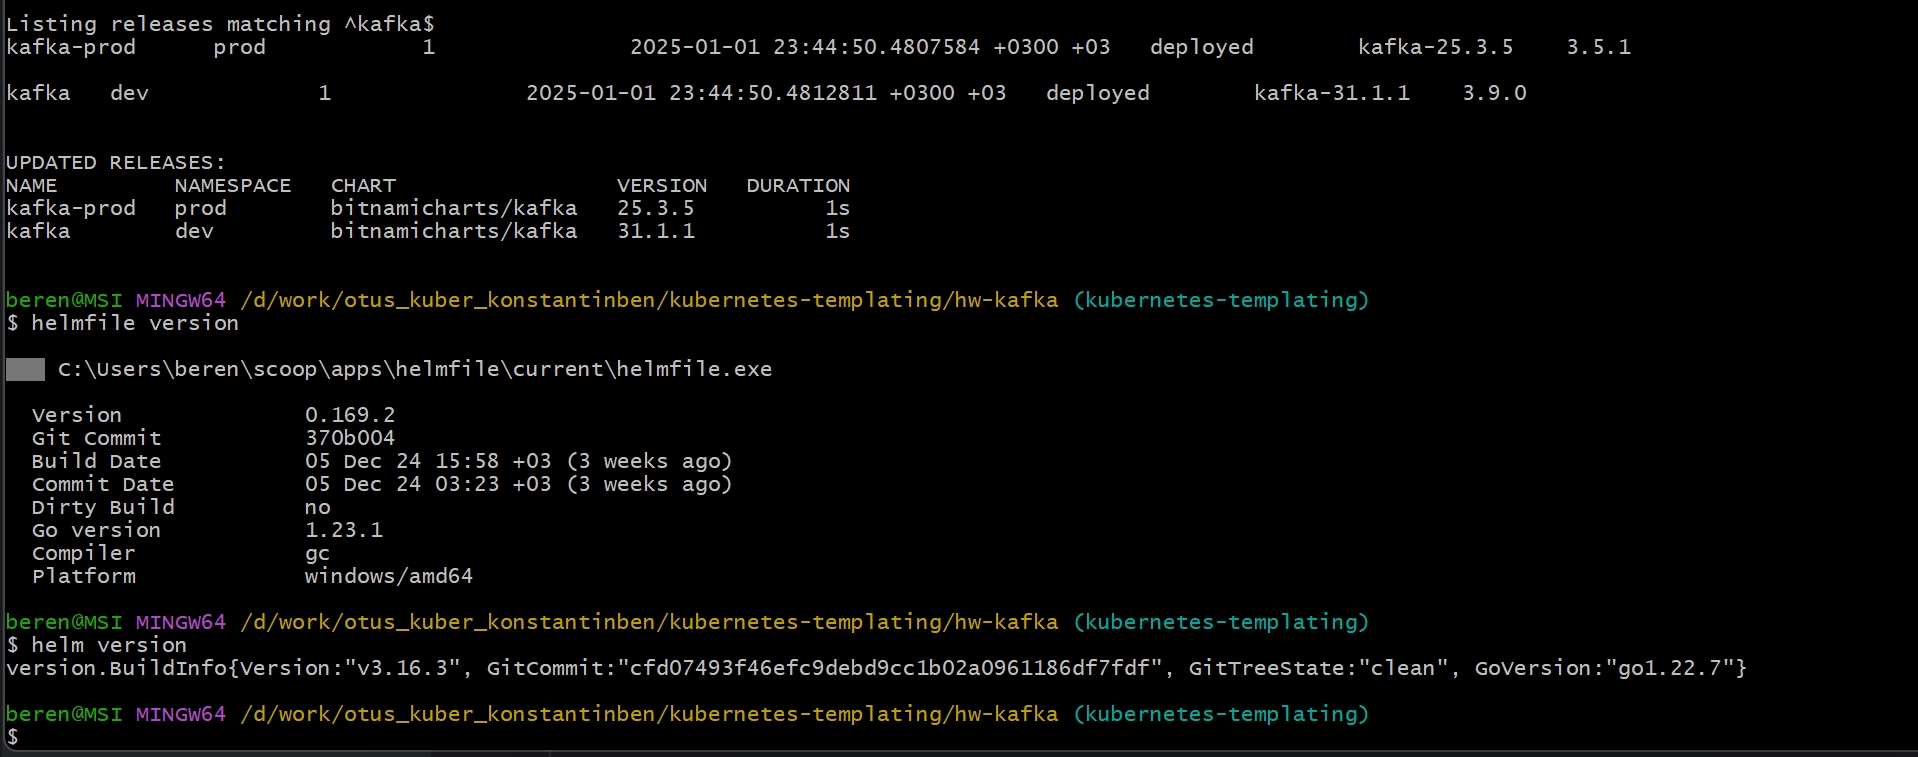 Listing releases matching ^kafka$
kafka-prod prod 1 2025-01-01 23:44:50.4807584 +0300 +03 deployed kafka-25.3.5 3.5.1
kafka dev 1 2025-01-01 23:44:50.4812811 +0300 +03 deployed kafka-31.1.1 3.9.0
UPDATED RELEASES:
NAME NAMESPACE CHART VERSION DURATION
kafka-prod prod bitnamicharts/kafka 25.3.5 1s
kafka dev bitnamicharts/kafka 31.1.1 1s
beren@MSI MINGW64 /d/work/otus_kuber_konstantinben/kubernetes-templating/hw-kafka (kubernetes-templating)
$ helmfile version
C:\Users\beren\scoop\apps\helmfile\current\helmfile.exe
Version 0.169.2
Git Commit 370b004
Build Date 05 Dec 24 15:58 +03 (3 weeks ago)
Commit Date 05 Dec 24 03:23 +03 (3 weeks ago)
Dirty Build no
Go version 1.23.1
Compiler gc
Platform windows/amd64
beren@MSI MINGW64 /d/work/otus_kuber_konstantinben/kubernetes-templating/hw-kafka (kubernetes-templating)
$ helm version
version.BuildInfo{Version:"v3.16.3", GitCommit:"cfd07493f46efc9debd9cc1b02a0961186df7fdf", GitTreeState:"clean", GoVersion:"go1.22.7"}
beren@MSI MINGW64 /d/work/otus_kuber_konstantinben/kubernetes-templating/hw-kafka (kubernetes-templating)
$